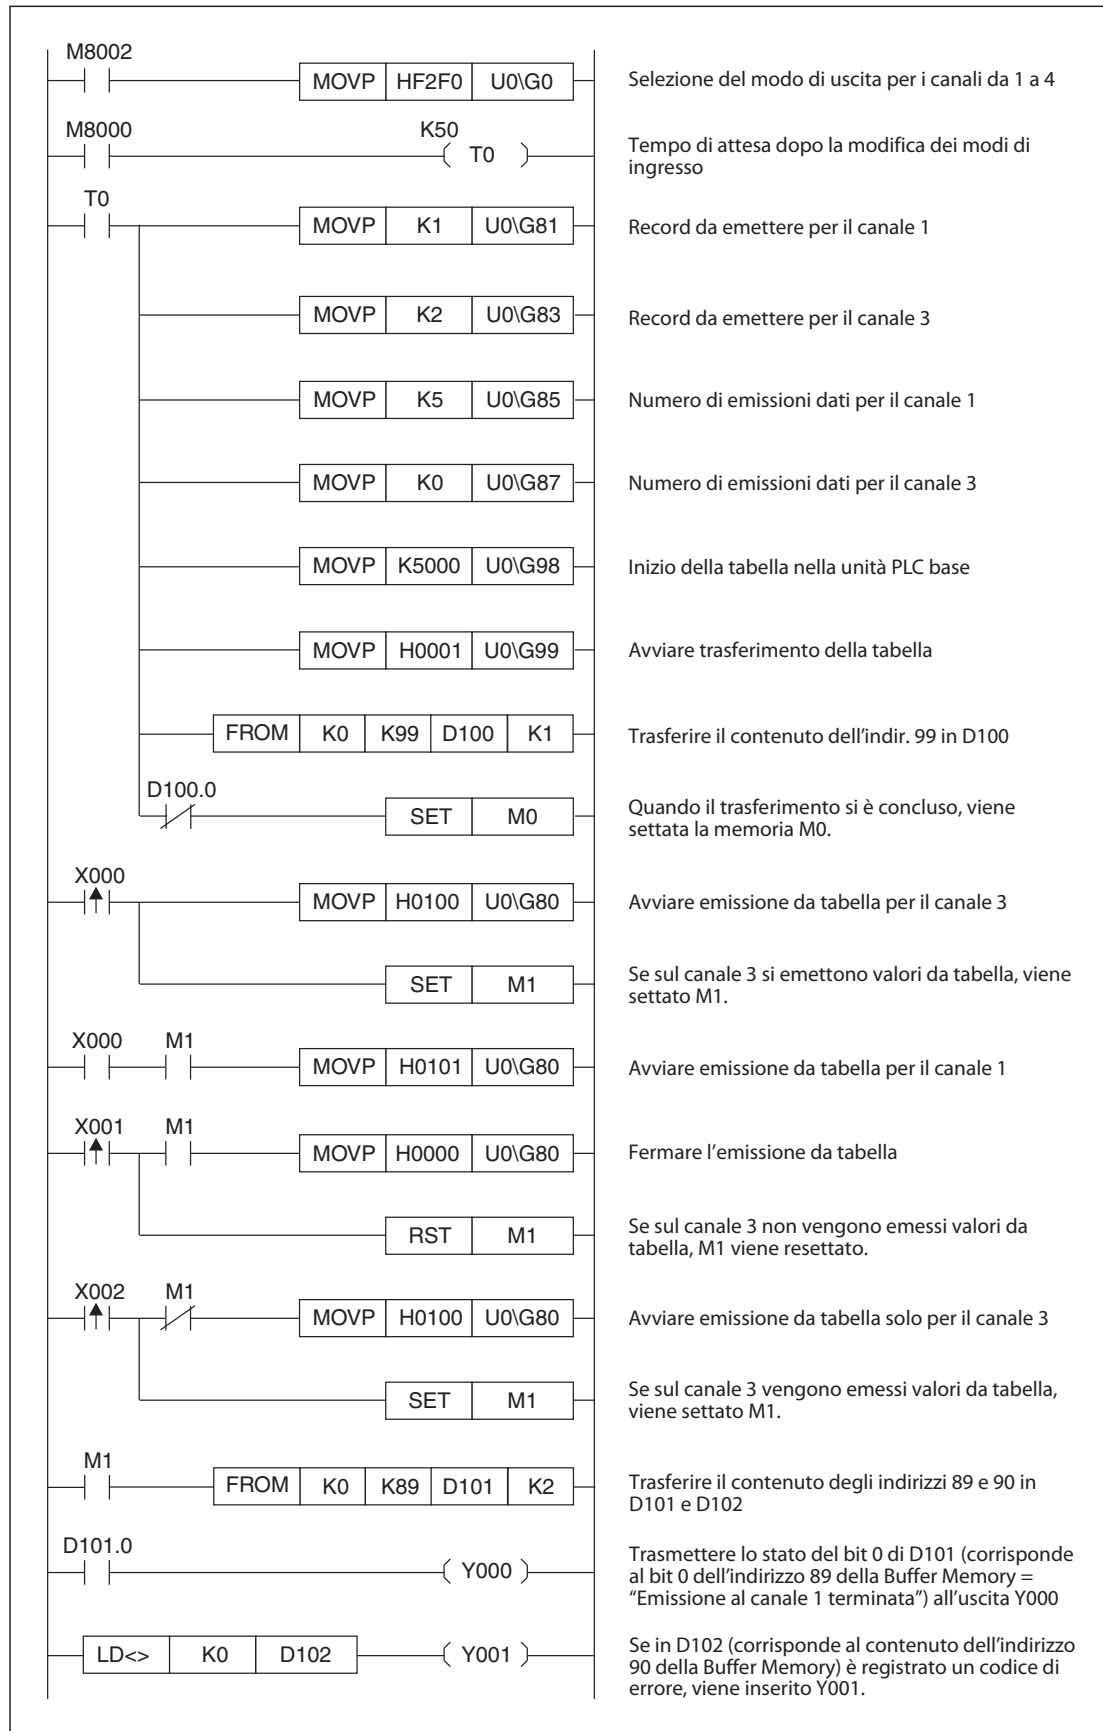 M8002
MOVP HF2F0 U0\G0
Selezione del modo di uscita per i canali da 1 a 4
M8000
K50
T0
Tempo di attesa dopo la modifica dei modi di
ingresso
T0
MOVP K1 U0\G81
Record da emettere per il canale 1
MOVP K2 U0\G83
Record da emettere per il canale 3
MOVP K5 U0\G85
Numero di emissioni dati per il canale 1
MOVP K0 U0\G87
Numero di emissioni dati per il canale 3
MOVP K5000 U0\G98
Inizio della tabella nella unità PLC base
MOVP H0001 U0\G99
Avviare trasferimento della tabella
FROM K0 K99 D100 K1
Trasferire il contenuto dell’indir. 99 in D100
D100.0
SET M0
Quando il trasferimento si è concluso, viene
settata la memoria M0.
X000
MOVP H0100 U0\G80
Avviare emissione da tabella per il canale 3
SET M1
Se sul canale 3 si emettono valori da tabella, viene
settato M1.
X000 M1
MOVP H0101 U0\G80
Avviare emissione da tabella per il canale 1
X001 M1
MOVP H0000 U0\G80
Fermare l’emissione da tabella
RST M1
Se sul canale 3 non vengono emessi valori da
tabella, M1 viene resettato.
X002 M1
MOVP H0100 U0\G80
Avviare emissione da tabella solo per il canale 3
SET M1
Se sul canale 3 vengono emessi valori da tabella,
viene settato M1.
M1
FROM K0 K89 D101 K2
Trasferire il contenuto degli indirizzi 89 e 90 in
D101 e D102
D101.0
Y000
Trasmettere lo stato del bit 0 di D101 (corrisponde
al bit 0 dell’indirizzo 89 della Buffer Memory =
“Emissione al canale 1 terminata”) all’uscita Y000
LD<> K0 D102
Y001
Se in D102 (corrisponde al contenuto dell’indirizzo
90 della Buffer Memory) è registrato un codice di
errore, viene inserito Y001.